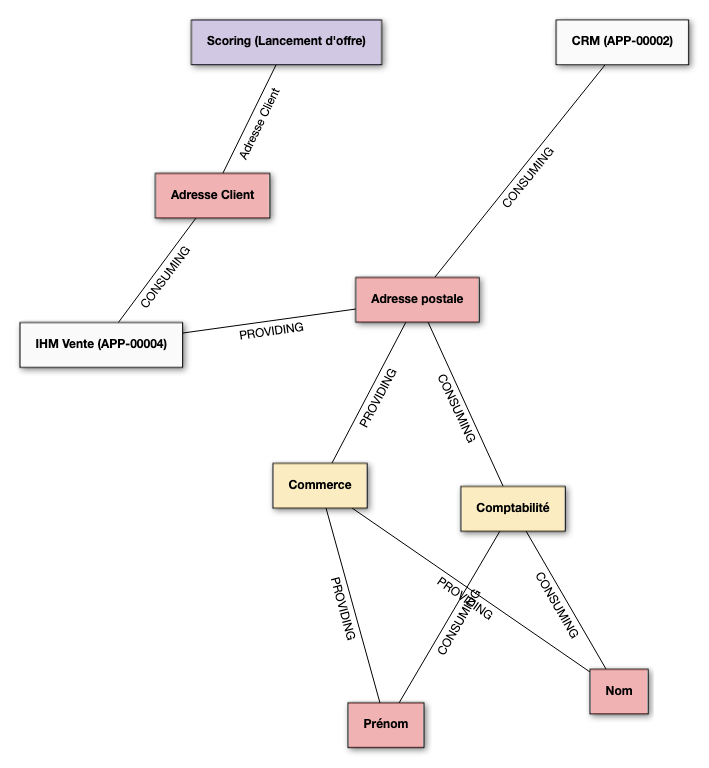 Scoring (Lancement d'offre)
CRM (APP-00002)
Adresse Client
CONSUMING
Adresse Client
CONSUMING
Adresse postale
PROVIDING
IHM Vente (APP-00004)
PROVIDING
CONSUMING
Commerce
Comptabilité
PROVIDING
PROVIDING
CONSUMING
CONSUMING
Nom
Prénom